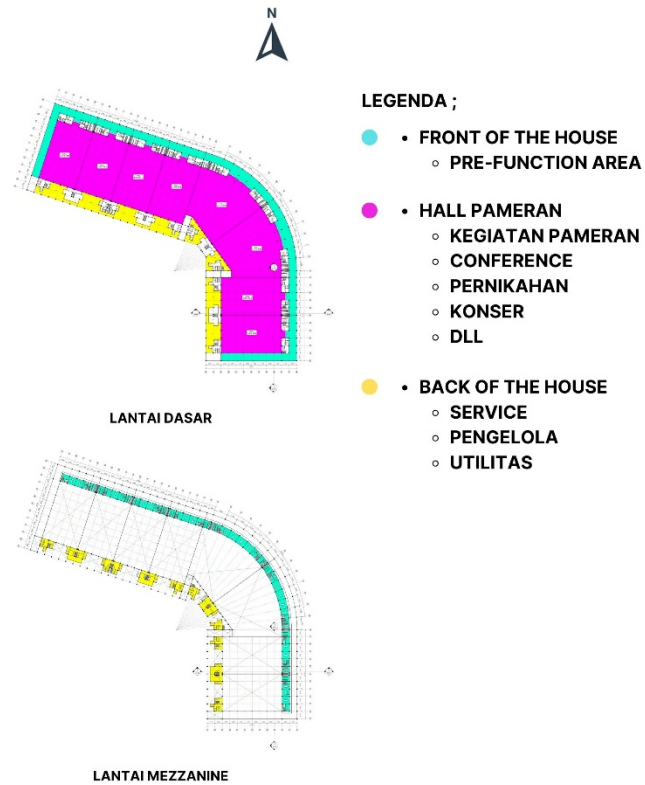 N
LEGENDA ;
• FRONT OF THE HOUSE
◦ PRE-FUNCTION AREA
• HALL PAMERAN
◦ KEGIATAN PAMERAN
◦ CONFERENCE
◦ PERNIKAHAN
◦ KONSER
◦ DLL
• BACK OF THE HOUSE
◦ SERVICE
◦ PENGELOLA
◦ UTILITAS
LANTAI DASAR
LANTAI MEZZANINE